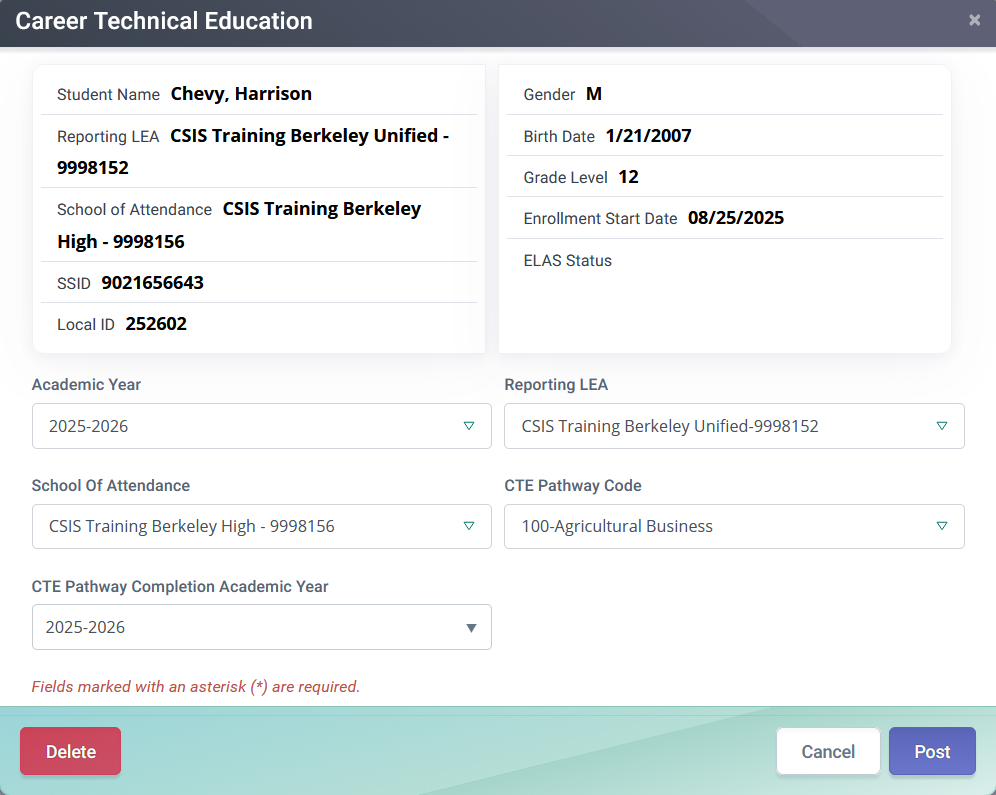 Career Technical Education
×
Student Name Chevy, Harrison
Reporting LEA CSIS Training Berkeley Unified -
9998152
School of Attendance CSIS Training Berkeley
High - 9998156
SSID 9021656643
Local ID 252602
Gender M
Birth Date 1/21/2007
Grade Level 12
Enrollment Start Date 08/25/2025
ELAS Status
Academic Year
2025-2026
Reporting LEA
CSIS Training Berkeley Unified-9998152
School Of Attendance
CSIS Training Berkeley High - 9998156
CTE Pathway Code
100-Agricultural Business
CTE Pathway Completion Academic Year
2025-2026
Fields marked with an asterisk (*) are required.
Delete
Cancel
Post